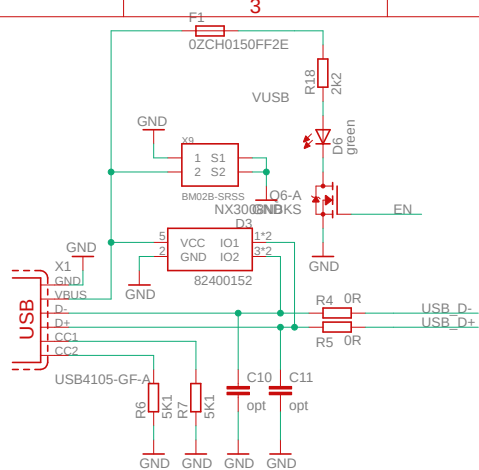 3
F1
0ZCH0150FF2E
R18
2k2
VUSB
D6
green
GND
X9
1 S1
2 S2
BM02B-SRSS
GND
Q6-A
EN
D3
5 VCC IO1 1*2
2 GND IO2 3*2
82400152
GND
GND
GND
X1
GND
VBUS
D-
D+
CC1
CC2
USB
USB4105-GF-A
R4 0R
R5 0R
USB_D-
USB_D+
R6
5K1
R7
5K1
C10
opt
C11
opt
GND GND GND GND